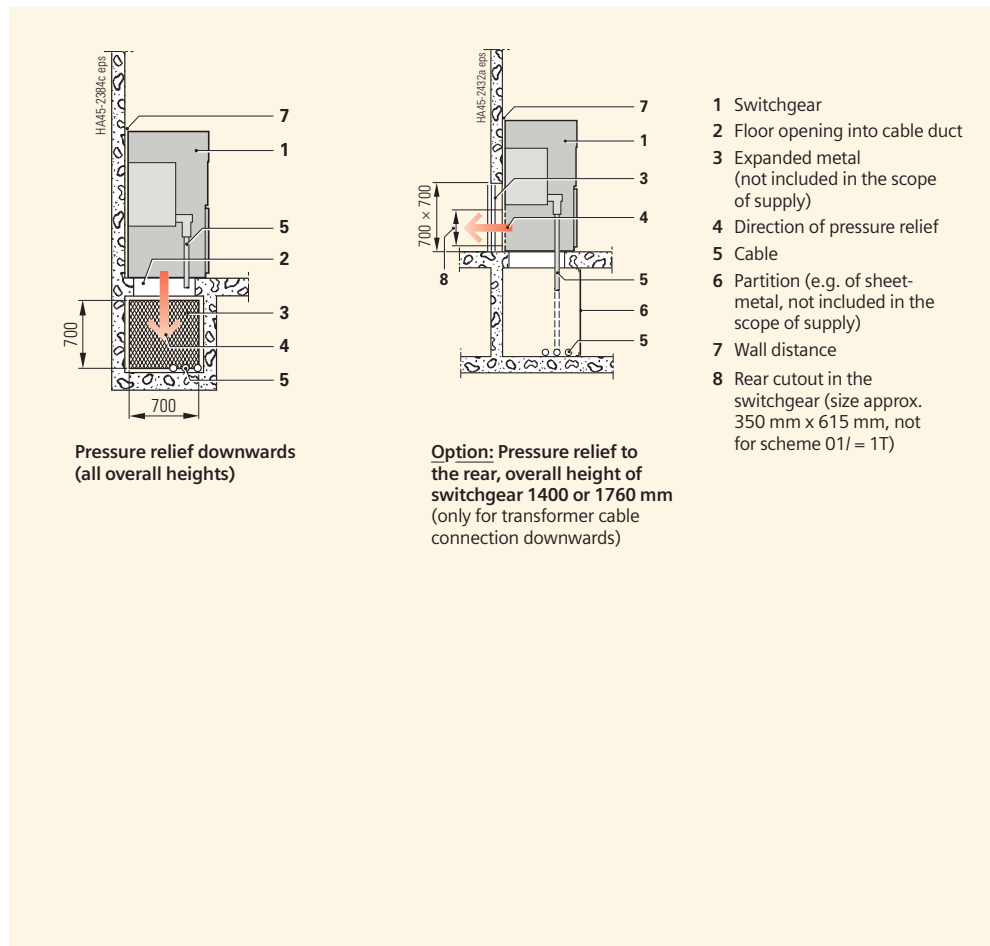 HA45-2384c eps
7
1
5
2
3
4
5
700
700
Pressure relief downwards
(all overall heights)
HA45-2432a eps
7
1
3
4
700 × 700
8
5
6
5
Option: Pressure relief to
the rear, overall height of
switchgear 1400 or 1760 mm
(only for transformer cable
connection downwards)
1 Switchgear
2 Floor opening into cable duct
3 Expanded metal
(not included in the scope
of supply)
4 Direction of pressure relief
5 Cable
6 Partition (e.g. of sheet-
metal, not included in the
scope of supply)
7 Wall distance
8 Rear cutout in the
switchgear (size approx.
350 mm x 615 mm, not
for scheme 01l = 1T)